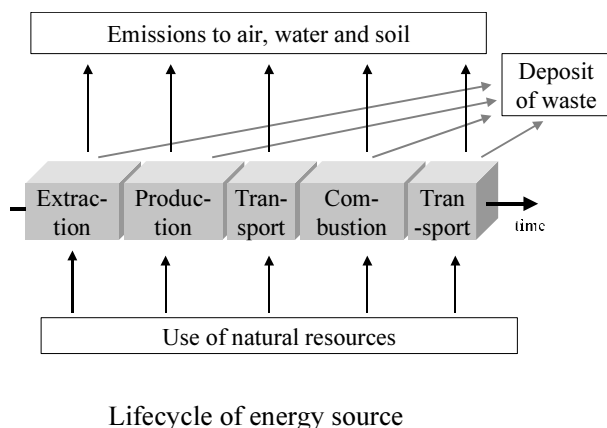 Emissions to air, water and soil
Deposit
of waste
Extrac-
tion
Produc-
tion
Tran-
sport
Com-
bustion
Tran
-sport
time
Use of natural resources
Lifecycle of energy source